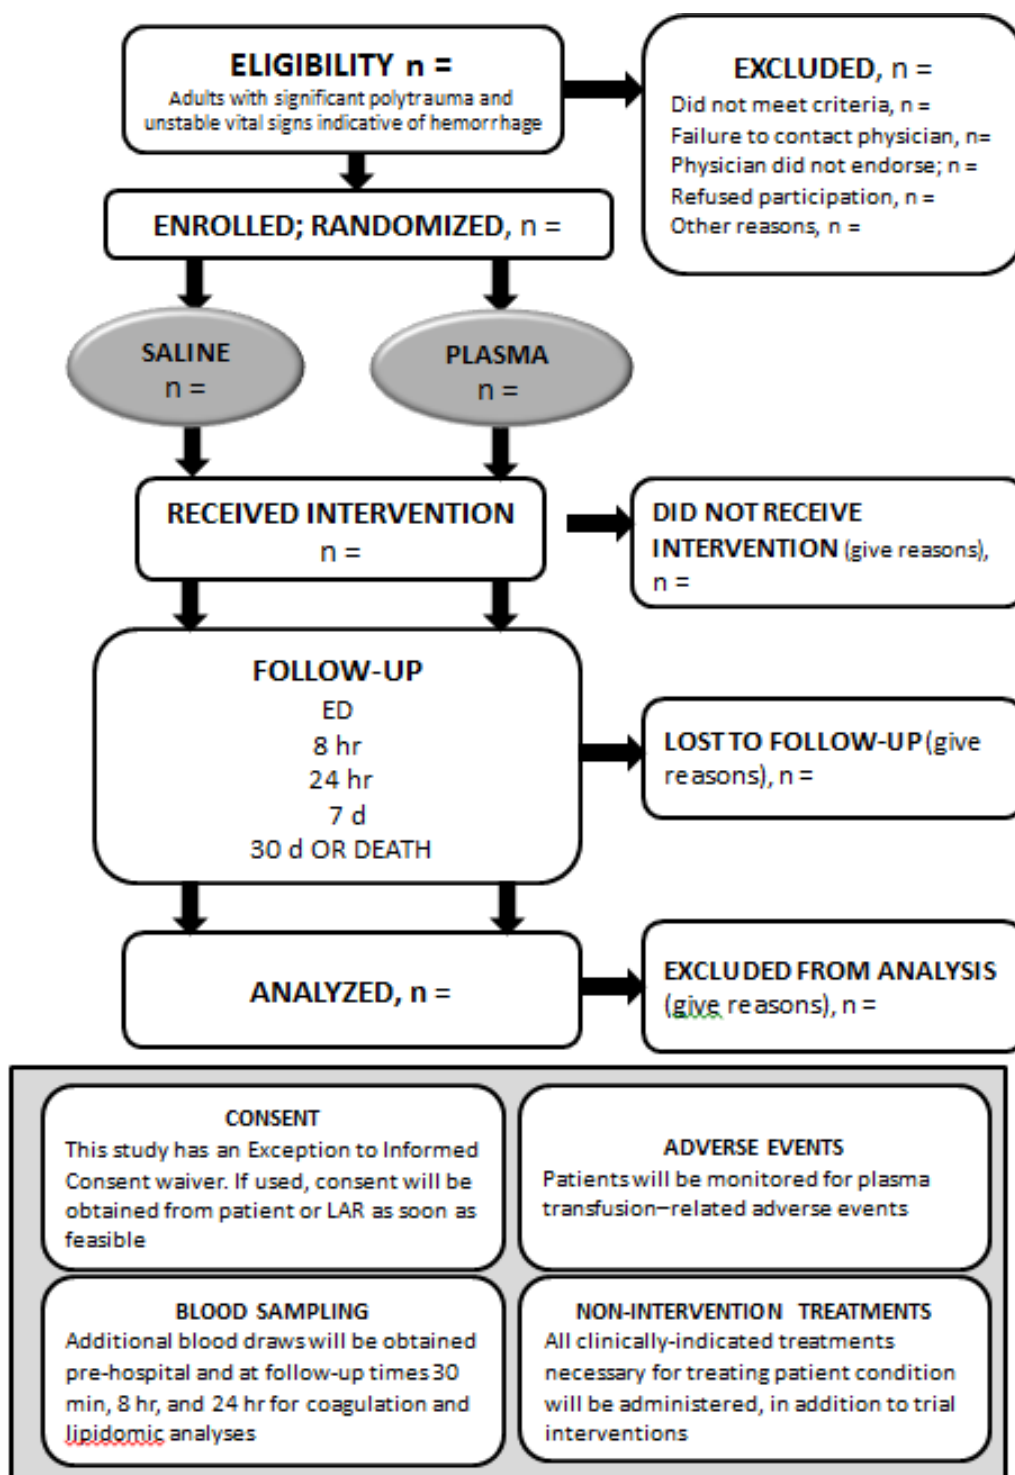 ELIGIBILITY n =
Adults with significant polytrauma and
unstable vital signs indicative of hemorrhage
EXCLUDED, n =
Did not meet criteria, n =
Failure to contact physician, n=
Physician did not endorse; n =
Refused participation, n =
Other reasons, n =
ENROLLED; RANDOMIZED, n =
SALINE
n =
PLASMA
n =
RECEIVED INTERVENTION
n =
DID NOT RECEIVE
INTERVENTION (give reasons),
n =
FOLLOW-UP
ED
8 hr
24 hr
7 d
30 d OR DEATH
LOST TO FOLLOW-UP (give
reasons), n =
ANALYZED, n =
EXCLUDED FROM ANALYSIS
(give reasons), n =
CONSENT
This study has an Exception to Informed
Consent waiver. If used, consent will be
obtained from patient or LAR as soon as
feasible
ADVERSE EVENTS
Patients will be monitored for plasma
transfusion–related adverse events
BLOOD SAMPLING
Additional blood draws will be obtained
pre-hospital and at follow-up times 30
min, 8 hr, and 24 hr for coagulation and
lipidomic analyses
NON-INTERVENTION TREATMENTS
All clinically-indicated treatments
necessary for treating patient condition
will be administered, in addition to trial
interventions